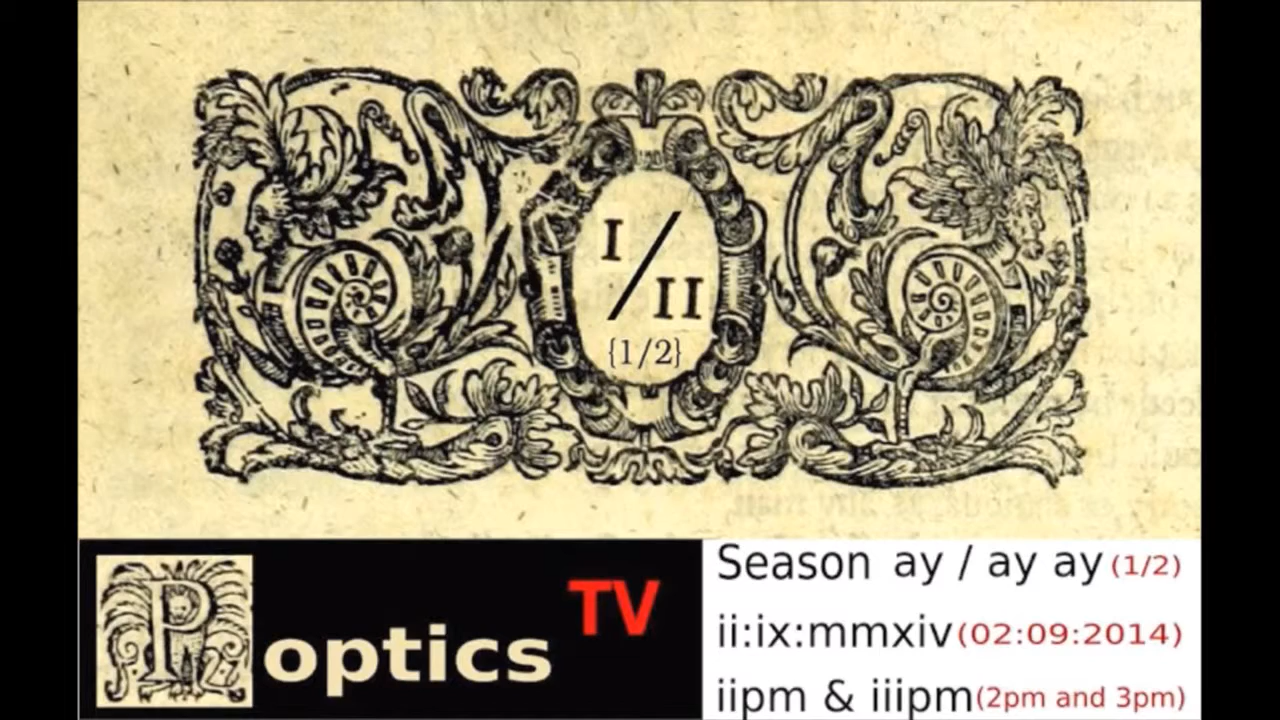 I/II
{1/2}
Poptics TV
Season ay / ay ay (1/2)
ii:ix:mmxiv (02:09:2014)
iipm & iiipm (2pm and 3pm)